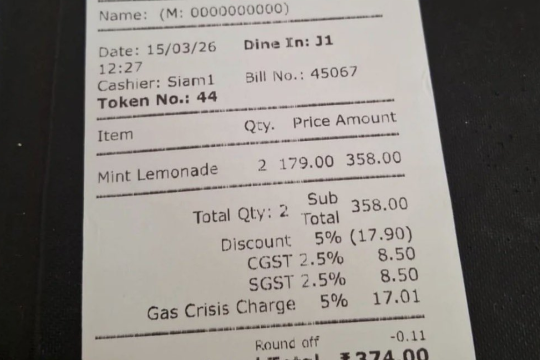 Name: (M: 0000000000)
Date: 15/03/26 Dine In: J1
12:27
Cashier: Siam1 Bill No.: 45067
Token No.: 44
Item Qty. Price Amount
Mint Lemonade 2 179.00 358.00
Total Qty: 2 Sub Total 358.00
Discount 5% (17.90)
CGST 2.5% 8.50
SGST 2.5% 8.50
Gas Crisis Charge 5% 17.01
Round off -0.11
Total ₹374.00